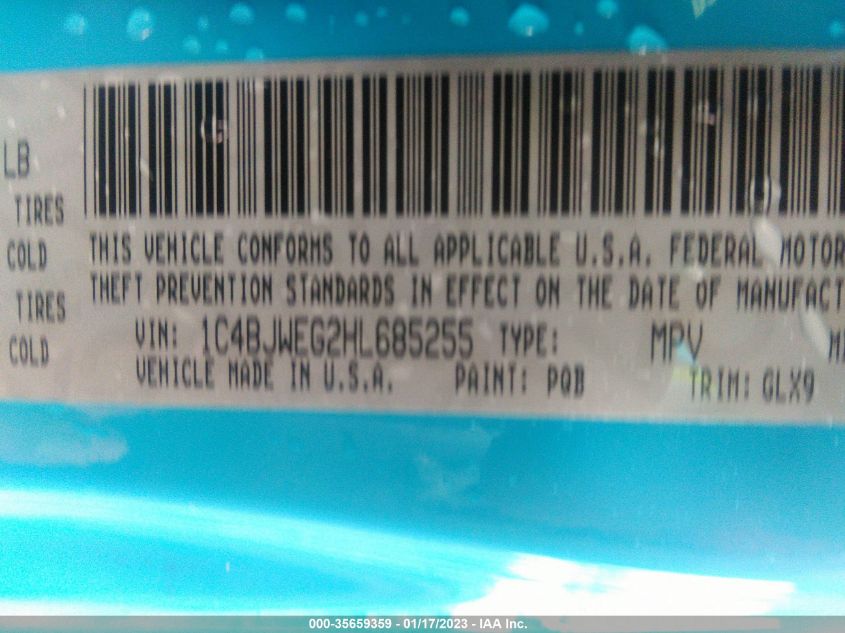 LB
TIRES
COLD
TIRES
COLD
THIS VEHICLE CONFORMS TO ALL APPLICABLE U.S.A. FEDERAL MOTOR
THEFT PREVENTION STANDARDS IN EFFECT ON THE DATE OF MANUFACT
VIN: 1C4BJWEG2HL685255 TYPE: MPV
VEHICLE MADE IN U.S.A. PAINT: PQB TRIM: GLX9
000-35659359 - 01/17/2023 - IAA Inc.